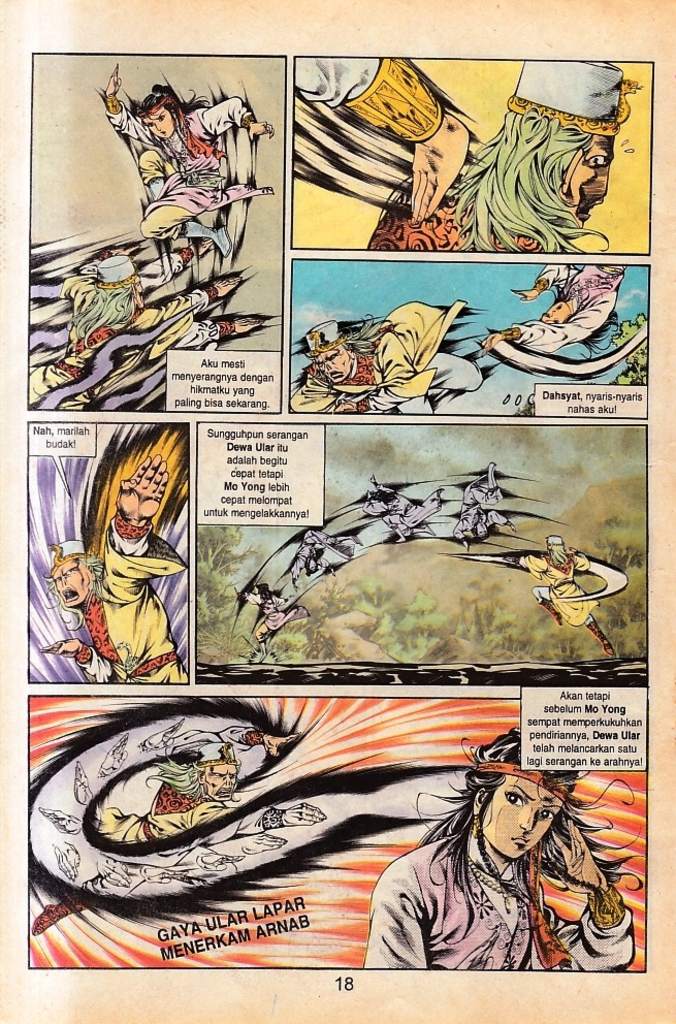 Aku mesti
menyerangnya dengan
hikmatku yang
paling bisa sekarang.
Dahsyat, nyaris-nyaris
nahas aku!
Nah, marilah
budak!
Sungguhpun serangan
Dewa Ular itu
adalah begitu
cepat tetapi
Mo Yong lebih
cepat melompat
untuk mengelakkannya!
Akan tetapi
sebelum Mo Yong
sempat memperkukuhkan
pendiriannya, Dewa Ular
telah melancarkan satu
lagi serangan ke arahnya!
GAYA ULAR LAPAR
MENERKAM ARNAB
18